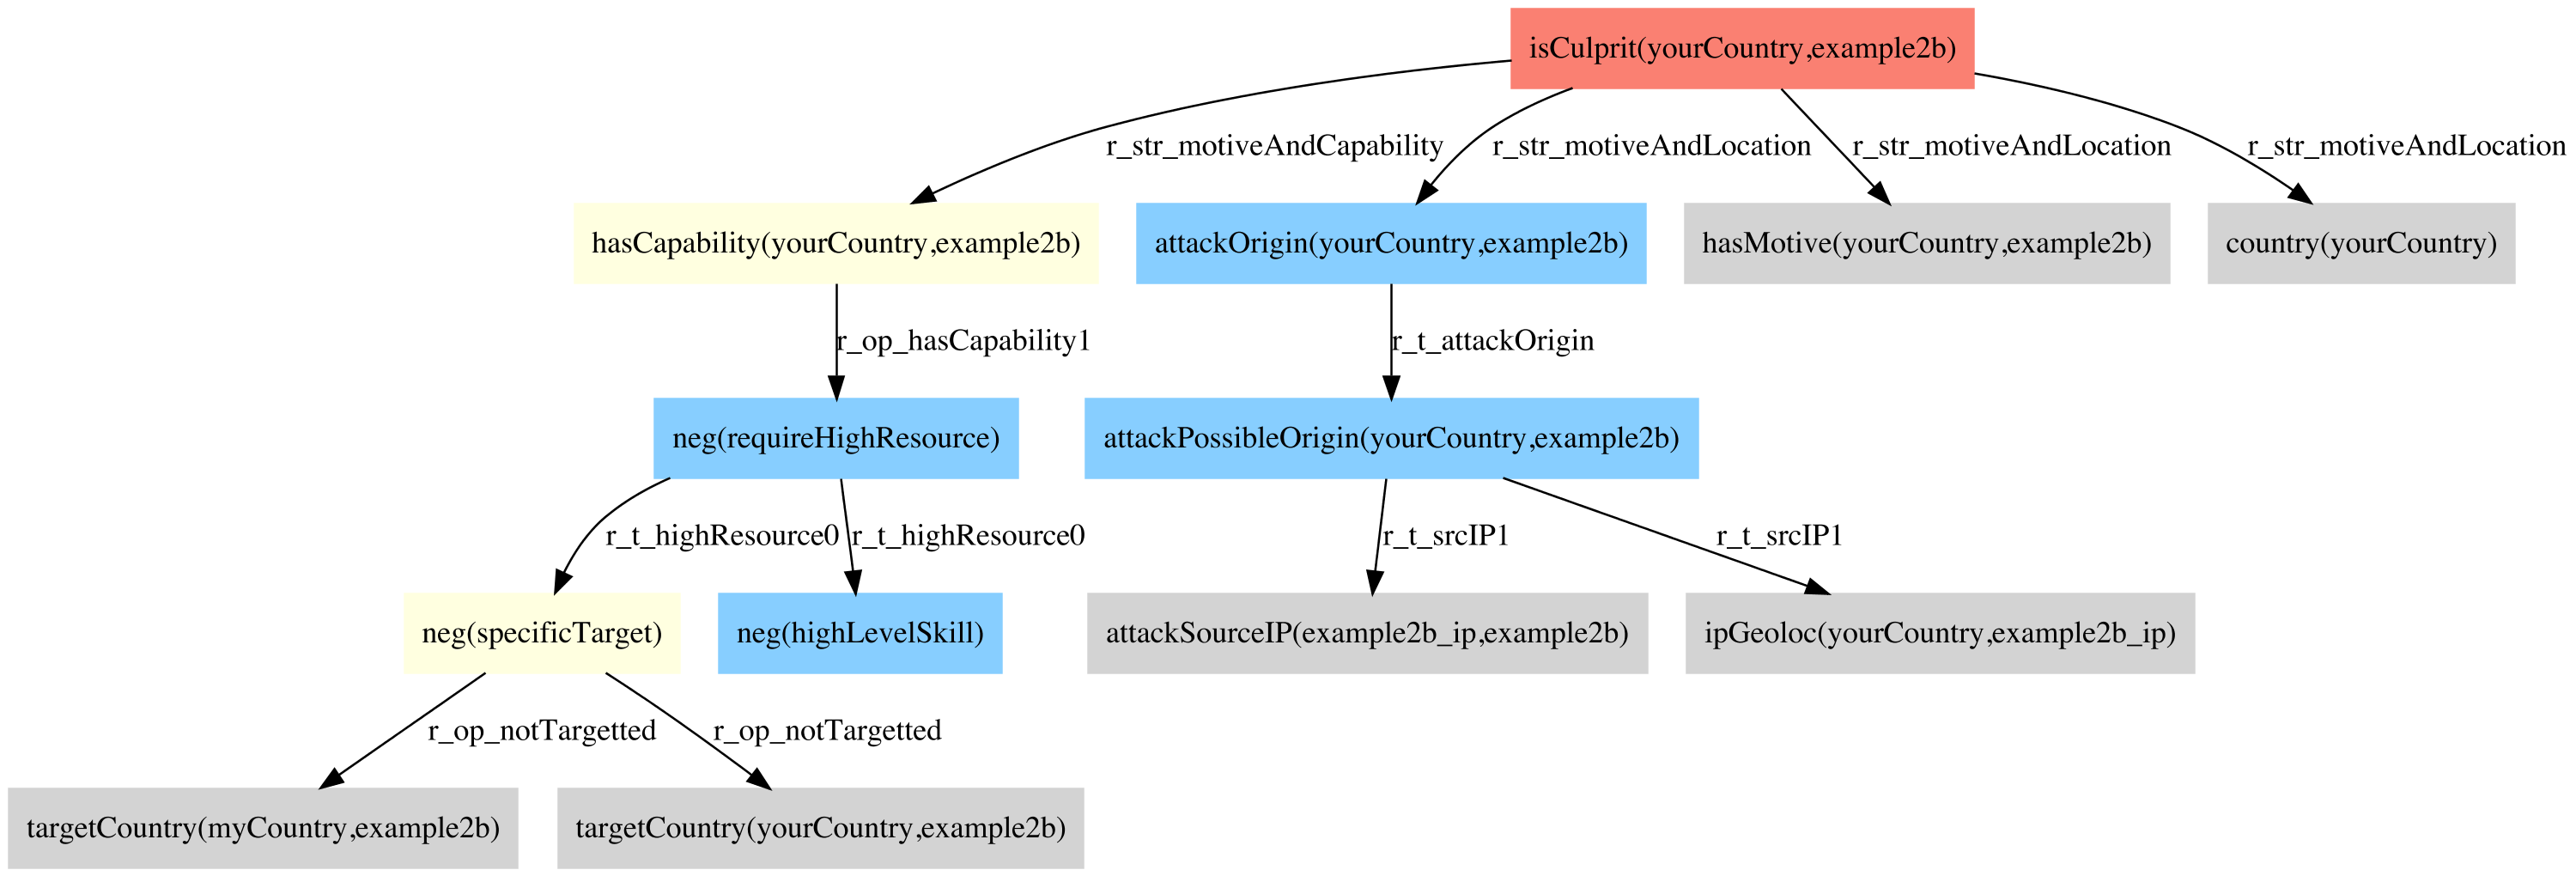 isCulprit(yourCountry,example2b)
r_str_motiveAndCapability
r_str_motiveAndLocation
r_str_motiveAndLocation
r_str_motiveAndLocation
hasCapability(yourCountry,example2b)
attackOrigin(yourCountry,example2b)
hasMotive(yourCountry,example2b)
country(yourCountry)
r_op_hasCapability1
r_t_attackOrigin
neg(requireHighResource)
attackPossibleOrigin(yourCountry,example2b)
r_t_highResource0
r_t_highResource0
r_t_srcIP1
r_t_srcIP1
neg(specificTarget)
neg(highLevelSkill)
attackSourceIP(example2b_ip,example2b)
ipGeoloc(yourCountry,example2b_ip)
r_op_notTargetted
r_op_notTargetted
targetCountry(myCountry,example2b)
targetCountry(yourCountry,example2b)